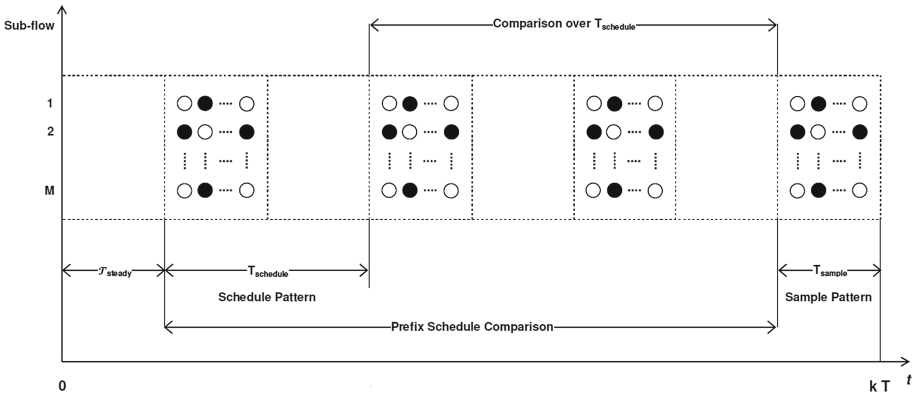 Sub-flow
Comparison over Tschedule
1
2
M
𝒯steady
Tschedule
Tsample
Schedule Pattern
Sample Pattern
Prefix Schedule Comparison
0
k T
t